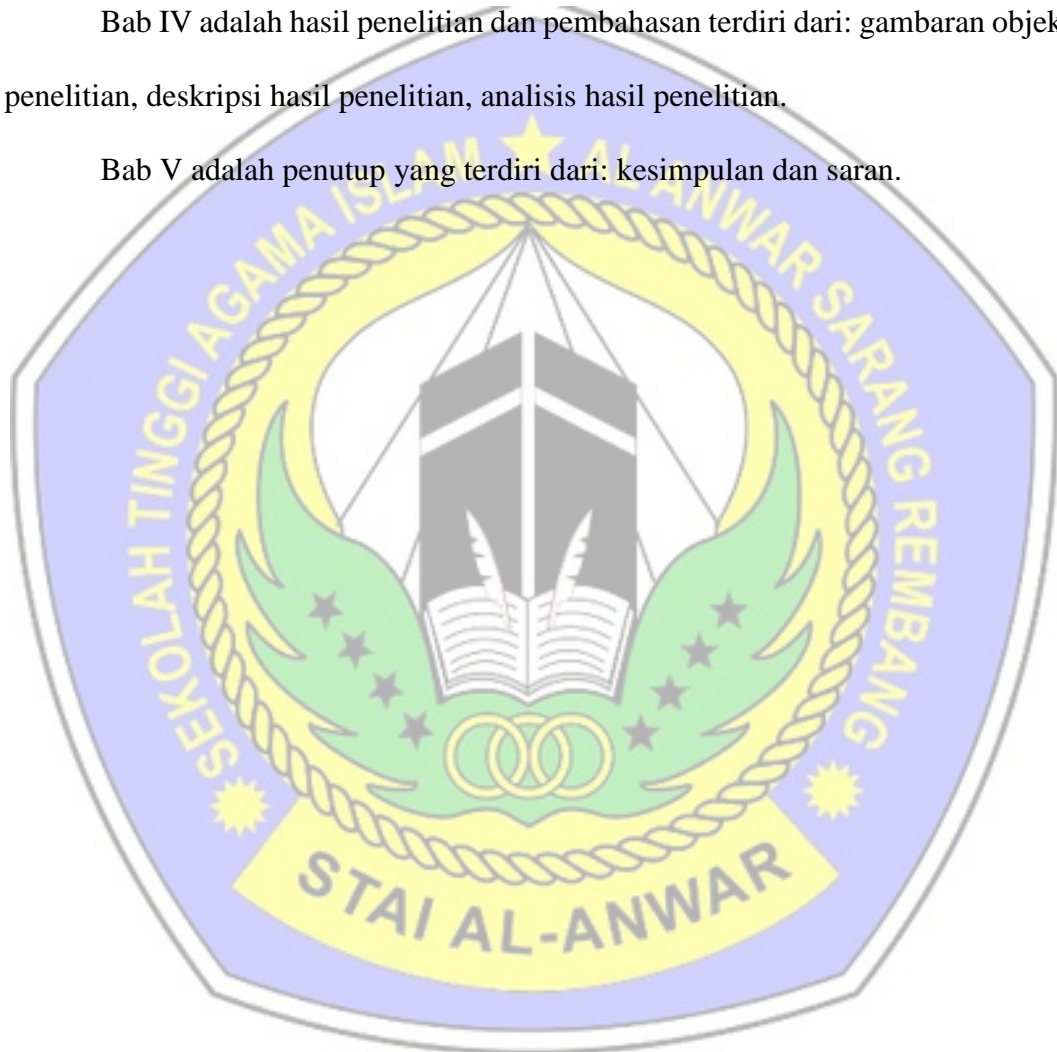 Bab IV adalah hasil penelitian dan pembahasan terdiri dari: gambaran objek
penelitian, deskripsi hasil penelitian, analisis hasil penelitian.
Bab V adalah penutup yang terdiri dari: kesimpulan dan saran.
SEKOLAH TINGGI AGAMA ISLAM AL-ANWAR SARANG REMBANG
STAI AL-ANWAR